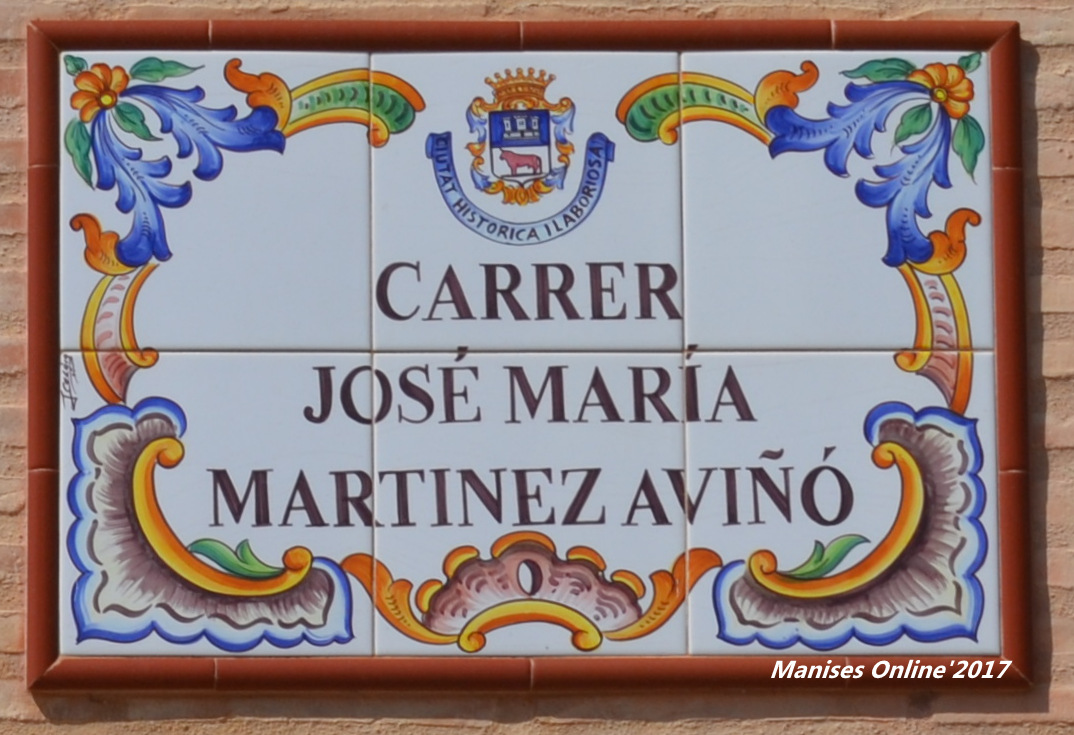 CIUTAT HISTORICA I LABORIOSA
CARRER
JOSÉ MARÍA
MARTINEZ AVIÑÓ
Manises Online'2017